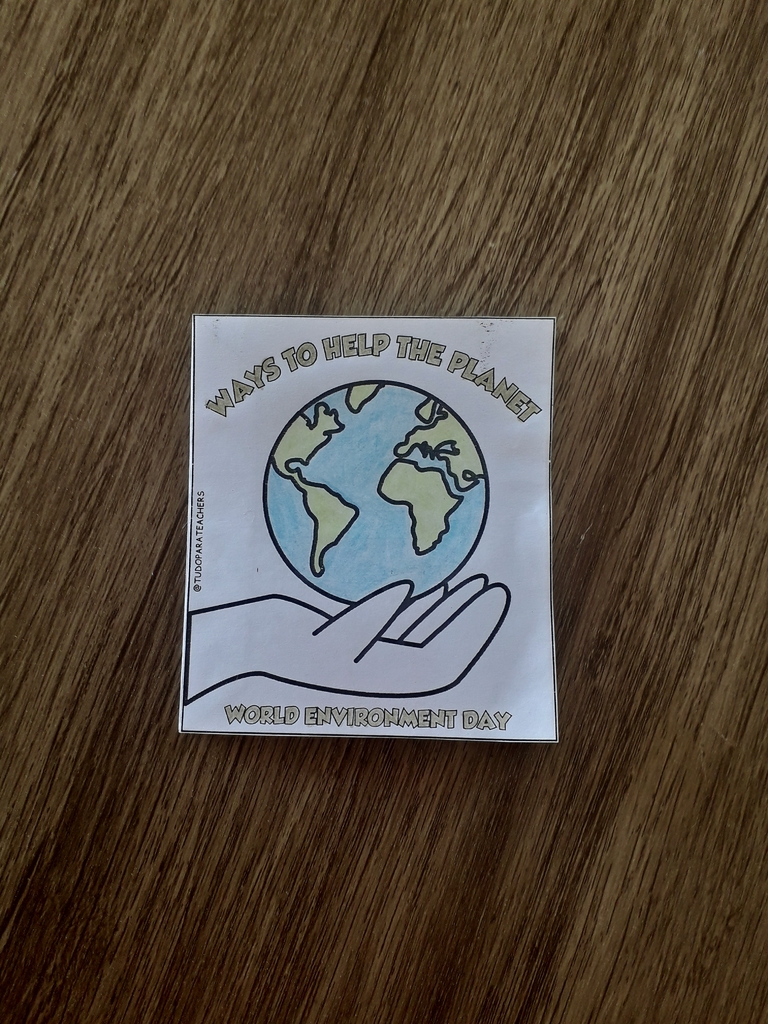 WAYS TO HELP THE PLANET
@TUDOPARATEACHERS
WORLD ENVIRONMENT DAY